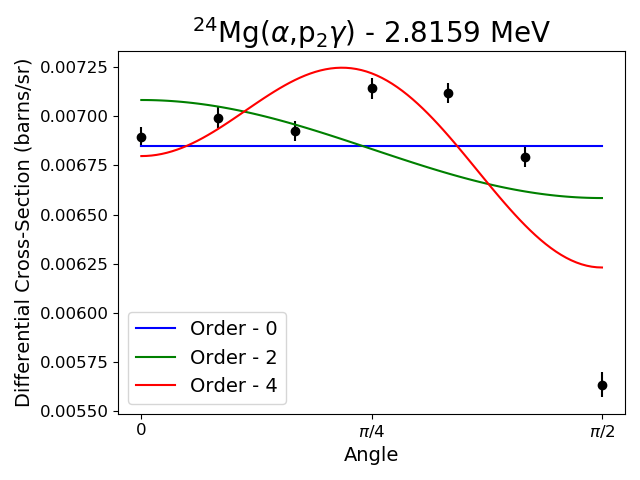 ²⁴Mg(α,p₂γ) - 2.8159 MeV
Differential Cross-Section (barns/sr)
0.00725
0.00700
0.00675
0.00650
0.00625
0.00600
0.00575
0.00550
Order - 0
Order - 2
Order - 4
0 π/4 π/2
Angle